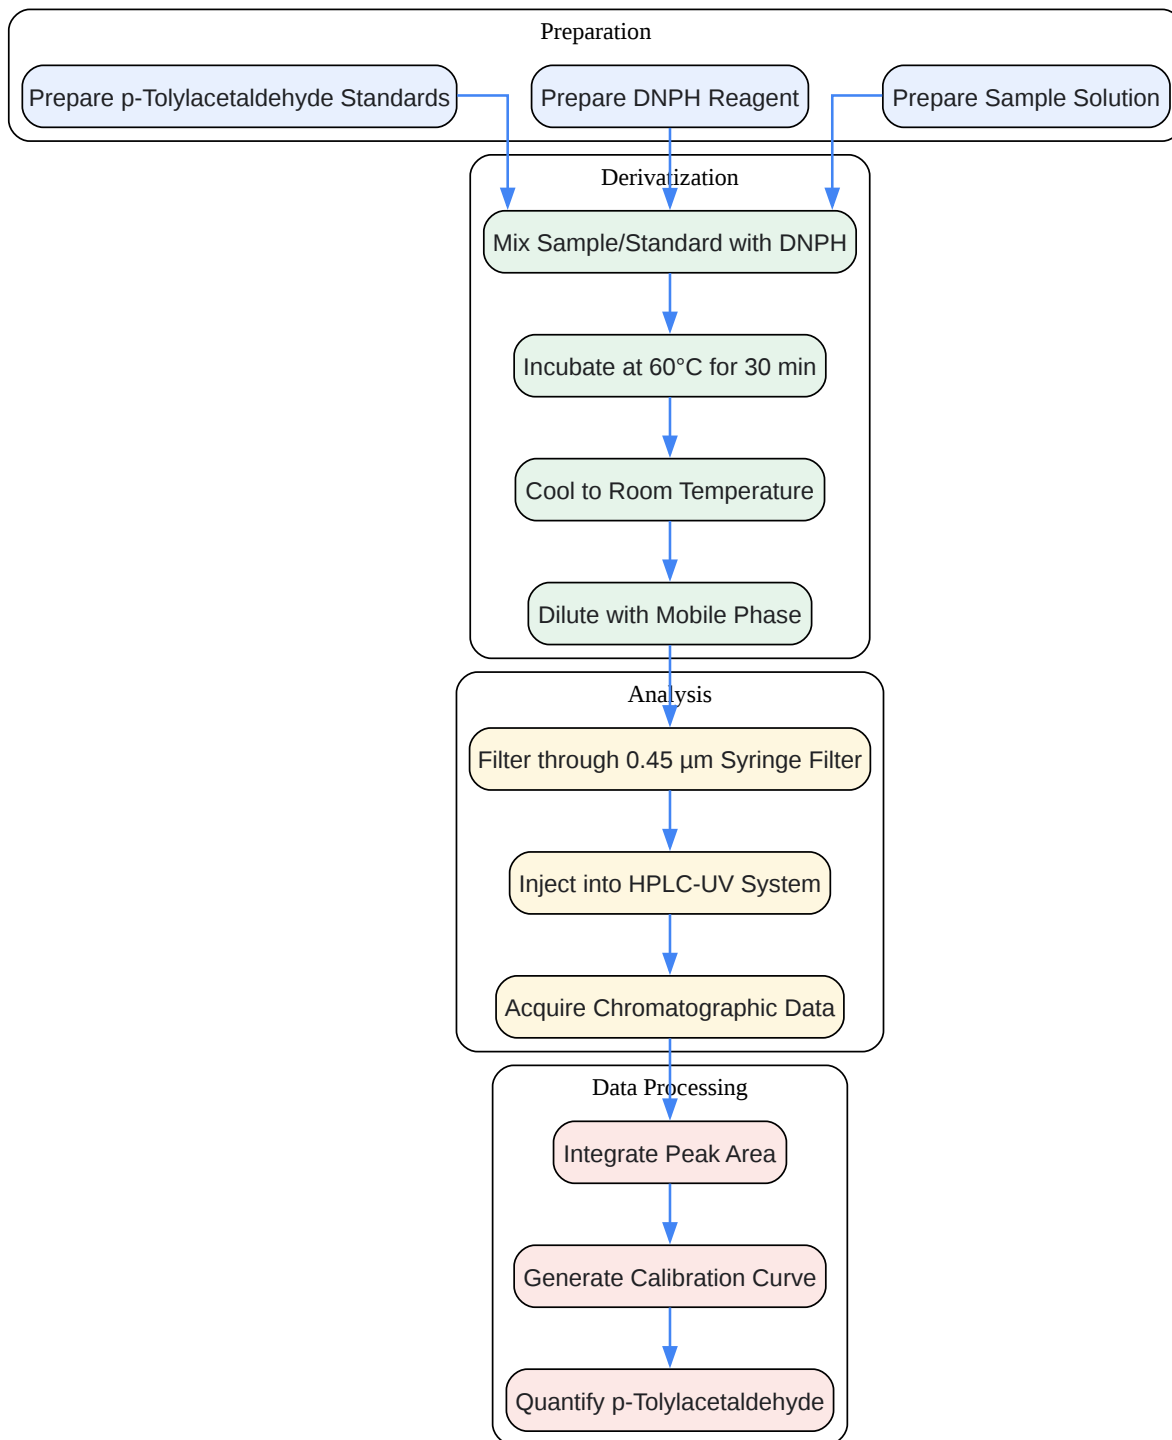 Preparation
Prepare p-Tolylacetaldehyde Standards
Prepare DNPH Reagent
Prepare Sample Solution
Derivatization
Mix Sample/Standard with DNPH
Incubate at 60°C for 30 min
Cool to Room Temperature
Dilute with Mobile Phase
Analysis
Filter through 0.45 µm Syringe Filter
Inject into HPLC-UV System
Acquire Chromatographic Data
Data Processing
Integrate Peak Area
Generate Calibration Curve
Quantify p-Tolylacetaldehyde